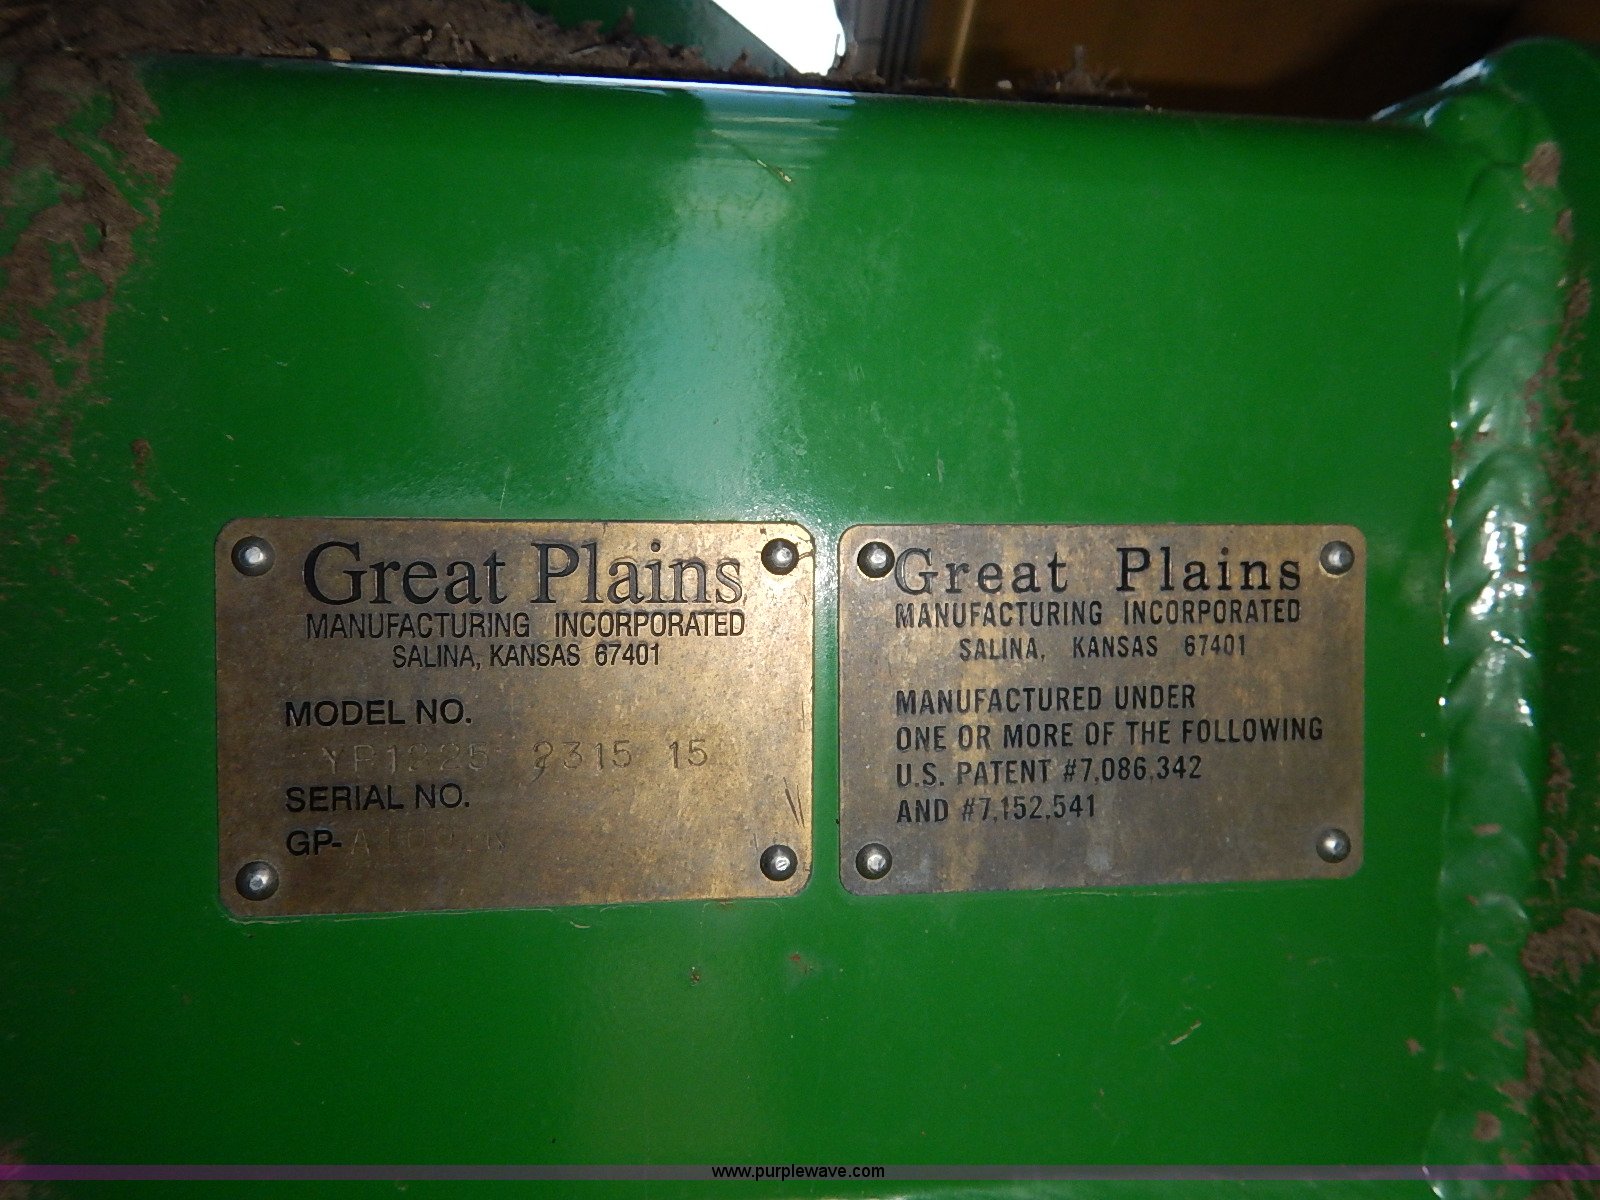 Great Plains
MANUFACTURING INCORPORATED
SALINA, KANSAS 67401
MODEL NO.
2315 15
SERIAL NO.
GP-
Great Plains
MANUFACTURING INCORPORATED
SALINA, KANSAS 67401
MANUFACTURED UNDER
ONE OR MORE OF THE FOLLOWING
U.S. PATENT #7,086,342
AND #7,152,541
www.purplewave.com